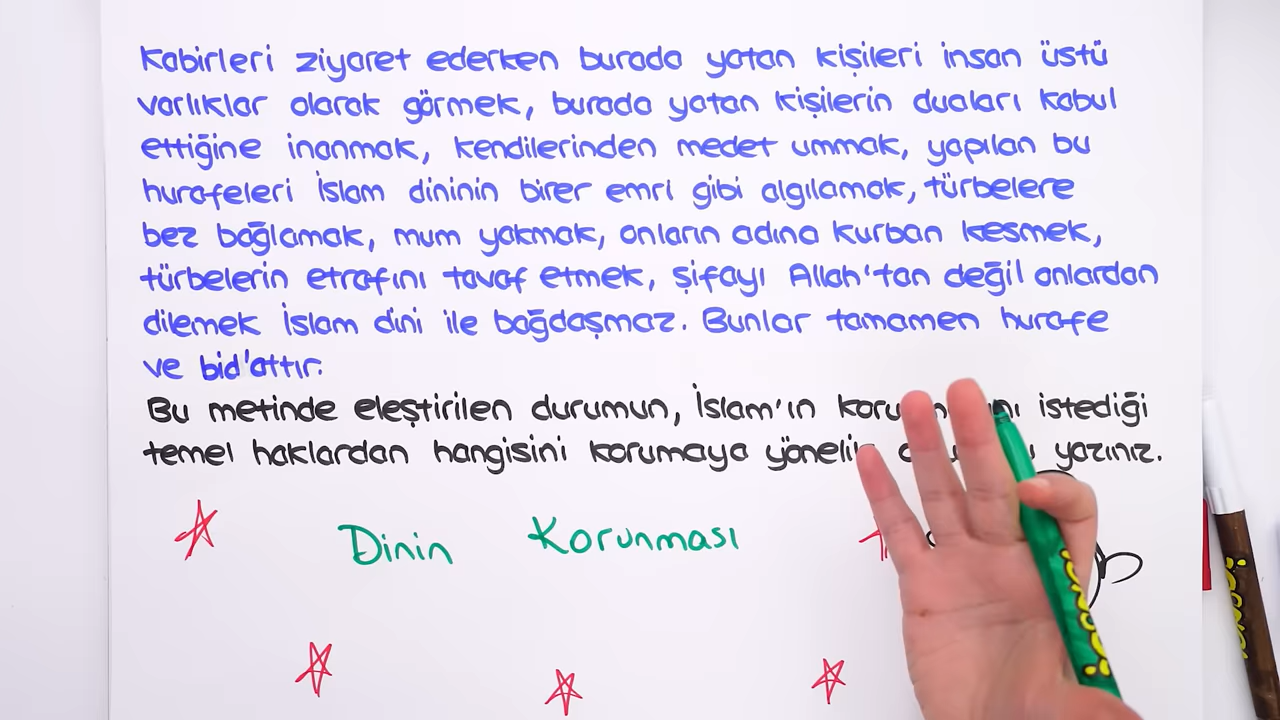 Kabirleri ziyaret ederken burada yatan kişileri insan üstü
varlıklar olarak görmek, burada yatan kişilerin duaları kabul
ettiğine inanmak, kendilerinden medet ummak, yapılan bu
hurafeleri İslam dininin birer emri gibi algılamak, türbelere
bez bağlamak, mum yakmak, onların adına kurban kesmek,
türbelerin etrafını tavaf etmek, şifayı Allah'tan değil onlardan
dilemek İslam dini ile bağdaşmaz. Bunlar tamamen hurafe
ve bid'attır.
Bu metinde eleştirilen durumun, İslam'ın istediği
temel haklardan hangisini korumaya yazınız.
Dinin Korunması